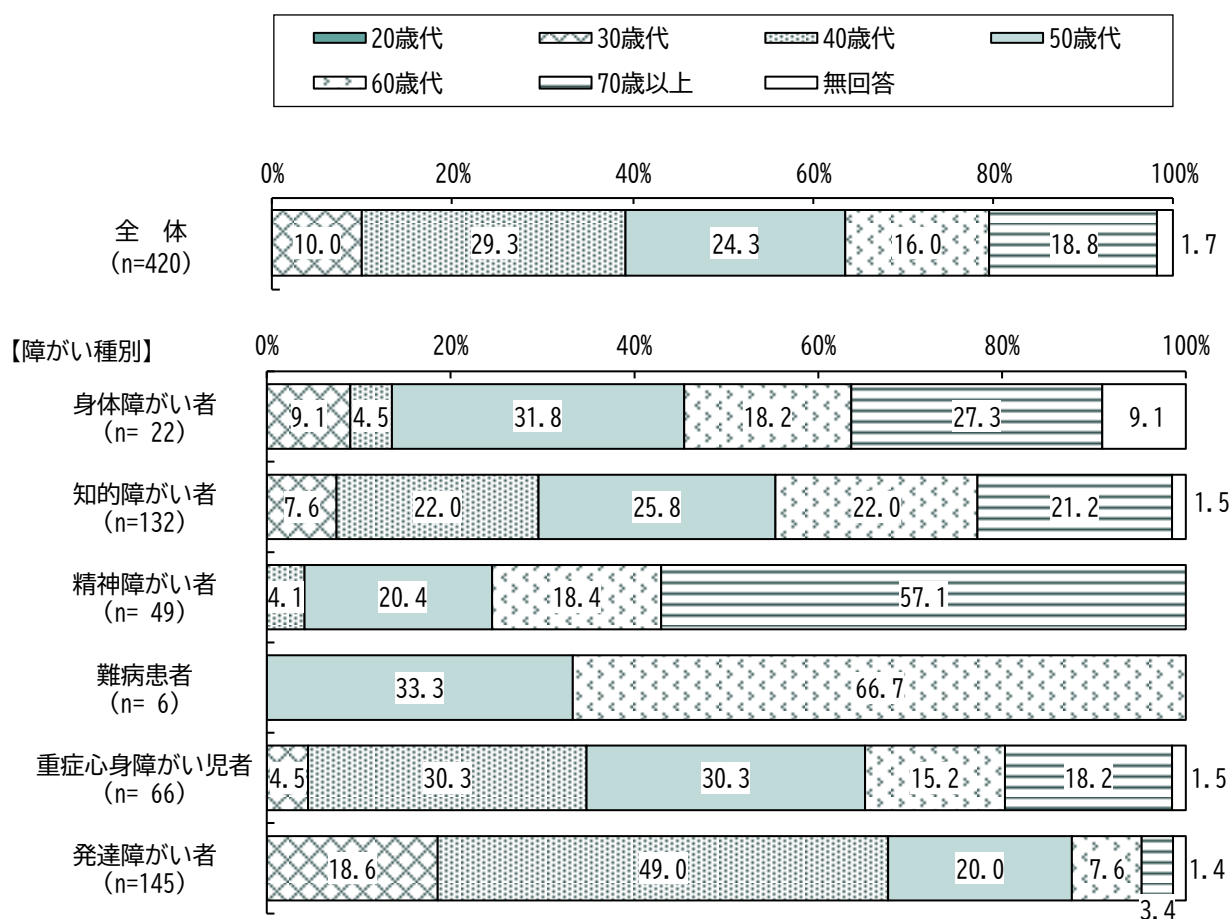 20歳代 30歳代 40歳代 50歳代
60歳代 70歳以上 無回答
0% 20% 40% 60% 80% 100%
全 体
(n=420)
10.0 29.3 24.3 16.0 18.8 1.7
【障がい種別】
0% 20% 40% 60% 80% 100%
身体障がい者
(n= 22)
9.1 4.5 31.8 18.2 27.3 9.1
知的障がい者
(n=132)
7.6 22.0 25.8 22.0 21.2 1.5
精神障がい者
(n= 49)
4.1 20.4 18.4 57.1
難病患者
(n= 6)
33.3 66.7
重症心身障がい児者
(n= 66)
4.5 30.3 30.3 15.2 18.2 1.5
発達障がい者
(n=145)
18.6 49.0 20.0 7.6 3.4 1.4